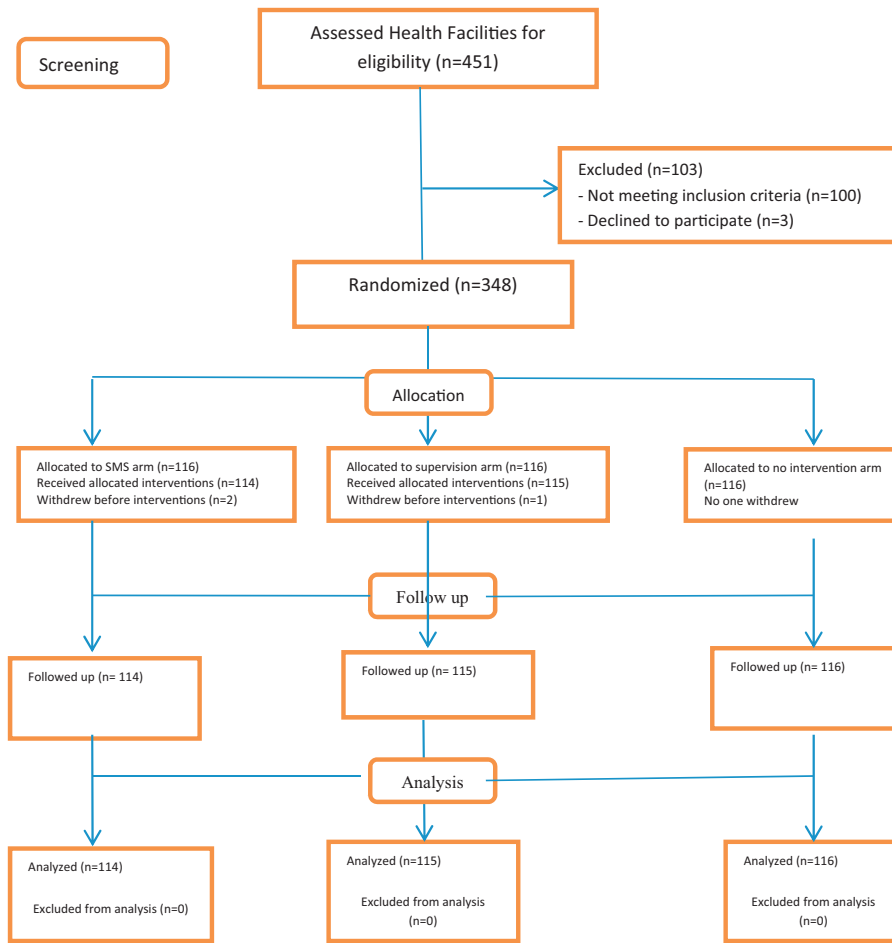 Assessed Health Facilities for
eligibility (n=451)
Screening
Excluded (n=103)
- Not meeting inclusion criteria (n=100)
- Declined to participate (n=3)
Randomized (n=348)
Allocation
Allocated to SMS arm (n=116)
Received allocated interventions (n=114)
Withdrew before interventions (n=2)
Allocated to supervision arm (n=116)
Received allocated interventions (n=115)
Withdrew before interventions (n=1)
Allocated to no intervention arm
(n=116)
No one withdrew
Follow up
Followed up (n= 114)
Followed up (n= 115)
Followed up (n= 116)
Analysis
Analyzed (n=114)
Excluded from analysis (n=0)
Analyzed (n=115)
Excluded from analysis
(n=0)
Analyzed (n=116)
Excluded from analysis
(n=0)